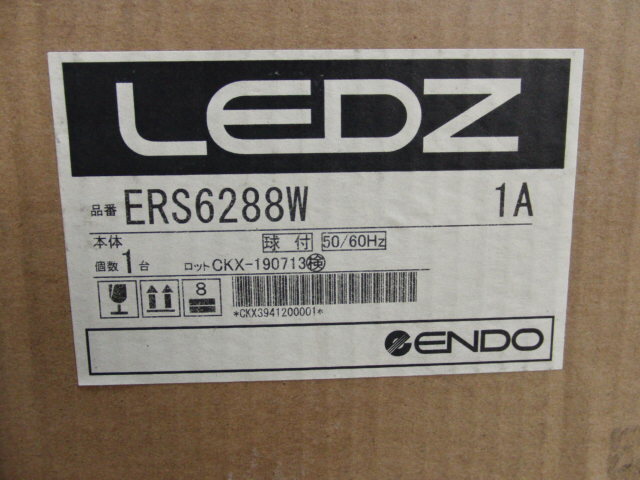 LEDZ
品番 ERS6288W 1A
本体 球付 50/60Hz
個数 1台 ロット CKX-190713 検
8
*CKX3941200001*
ENDO